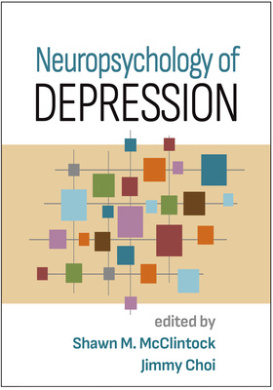 Neuropsychology of
DEPRESSION
edited by
Shawn M. McClintock
Jimmy Choi